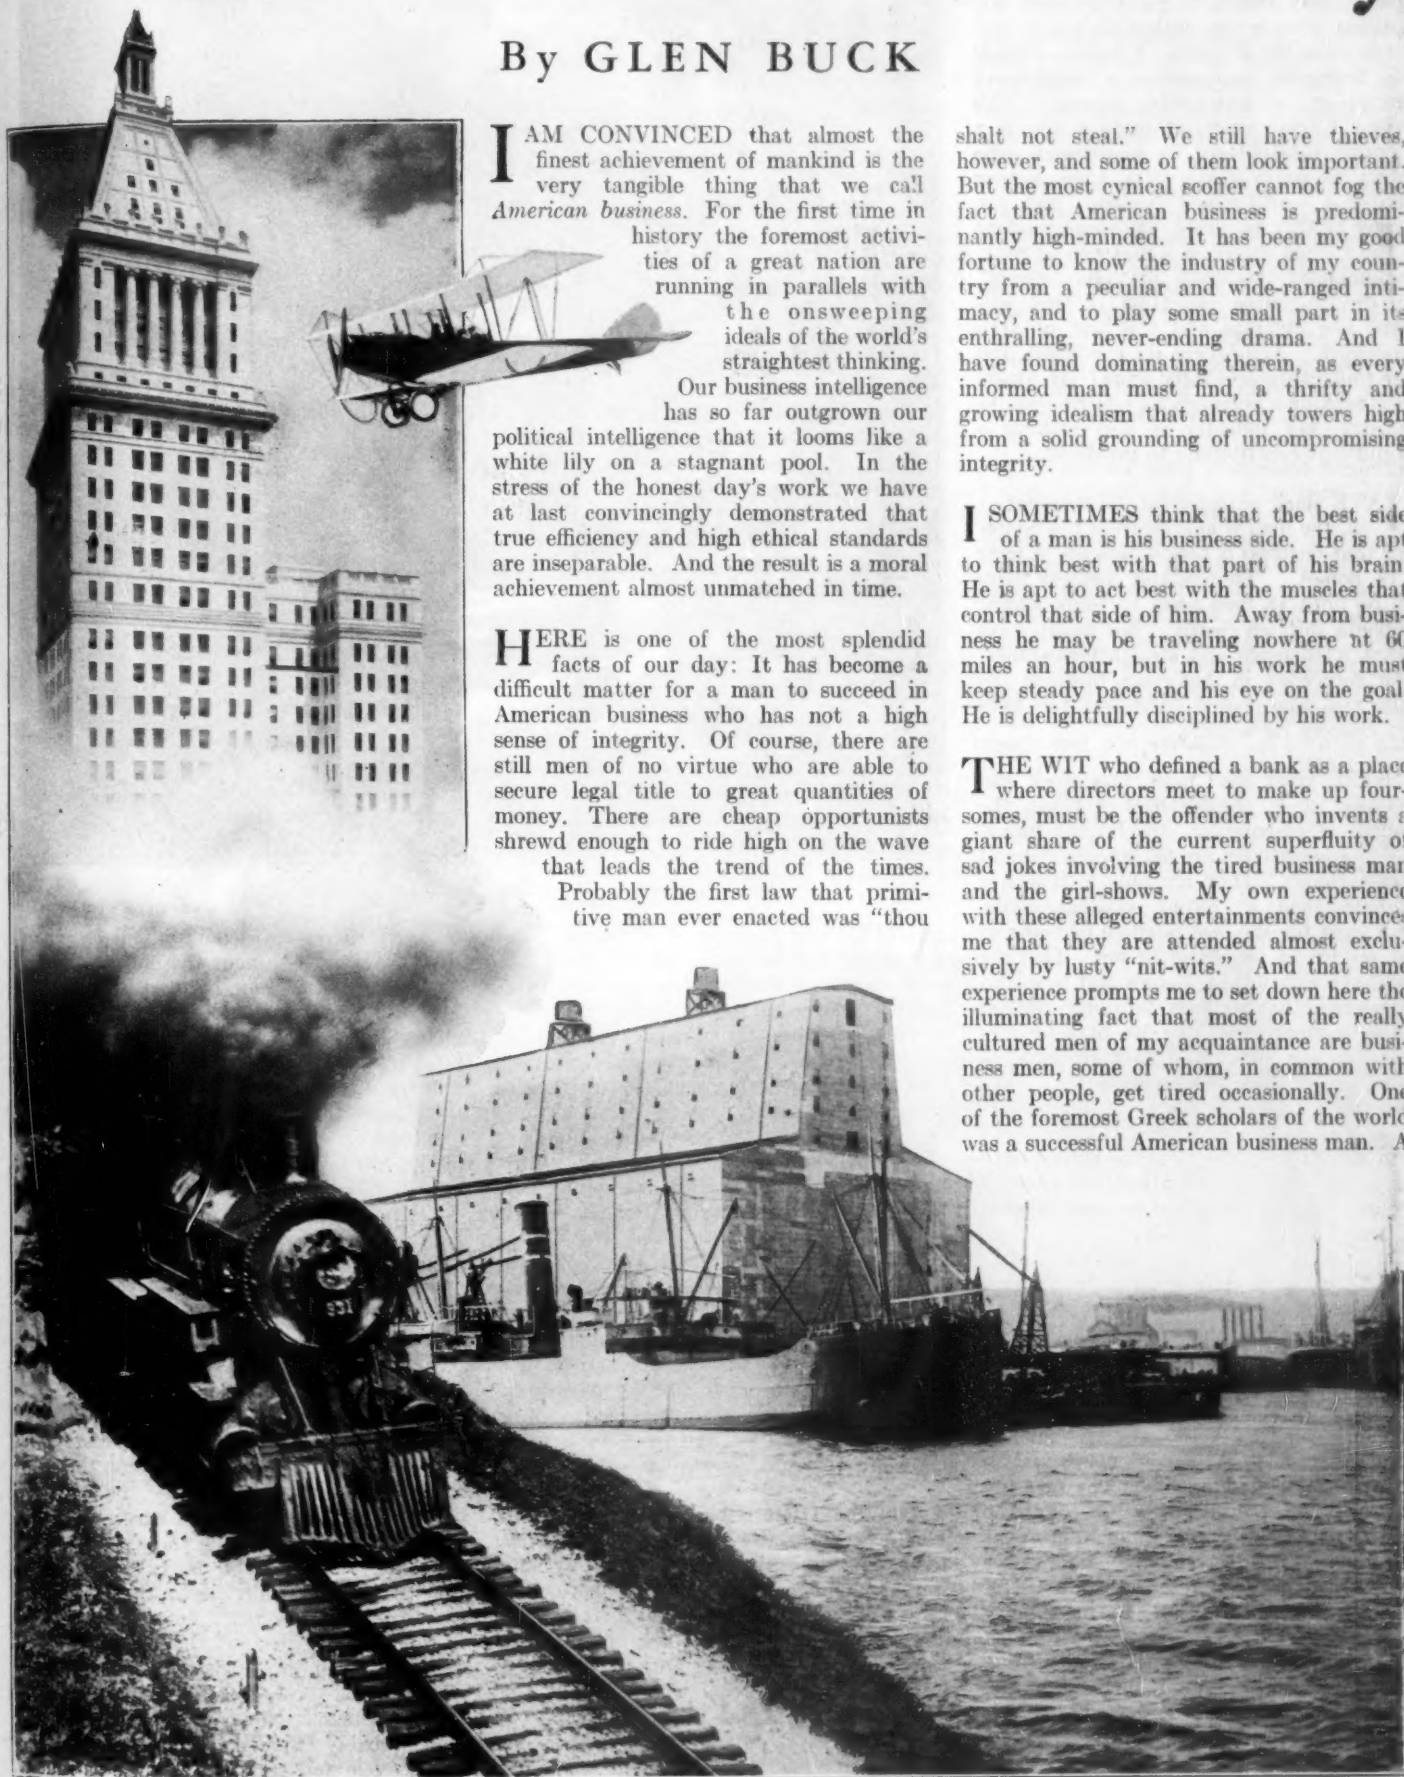 By GLEN BUCK
I AM CONVINCED that almost the
finest achievement of mankind is the
very tangible thing that we call
American business. For the first time in
history the foremost activi-
ties of a great nation are
running in parallels with
the onsweeping
ideals of the world's
straightest thinking.
Our business intelligence
has so far outgrown our
political intelligence that it looms like a
white lily on a stagnant pool. In the
stress of the honest day's work we have
at last convincingly demonstrated that
true efficiency and high ethical standards
are inseparable. And the result is a moral
achievement almost unmatched in time.
HERE is one of the most splendid
facts of our day: It has become a
difficult matter for a man to succeed in
American business who has not a high
sense of integrity. Of course, there are
still men of no virtue who are able to
secure legal title to great quantities of
money. There are cheap opportunists
shrewd enough to ride high on the wave
that leads the trend of the times.
Probably the first law that primi-
tive man ever enacted was "thou
shalt not steal." We still have thieves,
however, and some of them look important.
But the most cynical scoffer cannot fog the
fact that American business is predomi-
nantly high-minded. It has been my good
fortune to know the industry of my coun-
try from a peculiar and wide-ranged inti-
macy, and to play some small part in its
enthralling, never-ending drama. And I
have found dominating therein, as every
informed man must find, a thrifty and
growing idealism that already towers high
from a solid grounding of uncompromising
integrity.
I SOMETIMES think that the best side
of a man is his business side. He is apt
to think best with that part of his brain
He is apt to act best with the muscles that
control that side of him. Away from busi-
ness he may be traveling nowhere at 60
miles an hour, but in his work he must
keep steady pace and his eye on the goal
He is delightfully disciplined by his work.
THE WIT who defined a bank as a place
where directors meet to make up four-
somes, must be the offender who invents a
giant share of the current superfluity of
sad jokes involving the tired business man
and the girl-shows. My own experience
with these alleged entertainments convinces
me that they are attended almost exclu-
sively by lusty "nit-wits." And that same
experience prompts me to set down here the
illuminating fact that most of the really
cultured men of my acquaintance are busi-
ness men, some of whom, in common with
other people, get tired occasionally. One
of the foremost Greek scholars of the world
was a successful American business man. A